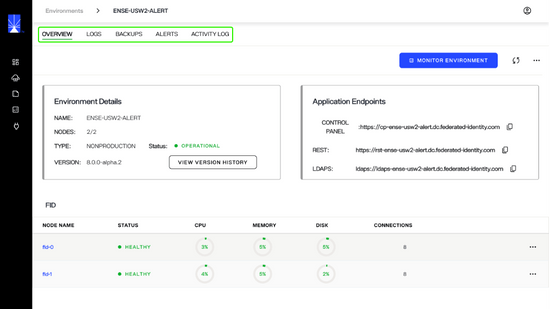 Environments > ENSE-USW2-ALERT
OVERVIEW LOGS BACKUPS ALERTS ACTIVITY LOG
MONITOR ENVIRONMENT
Environment Details
NAME: ENSE-USW2-ALERT
NODES: 2/2
TYPE: NONPRODUCTION Status: OPERATIONAL
VERSION: 8.0.0-alpha.2 VIEW VERSION HISTORY
Application Endpoints
CONTROL PANEL :https://cp-ense-usw2-alert.dc.federated-identity.com
REST: https://rst-ense-usw2-alert.dc.federated-identity.com
LDAPS: ldaps://ldaps-ense-usw2-alert.dc.federated-identity.com
FID
NODE NAME STATUS CPU MEMORY DISK CONNECTIONS
fid-0 HEALTHY 3% 5% 5% 8
fid-1 HEALTHY 4% 5% 2% 8